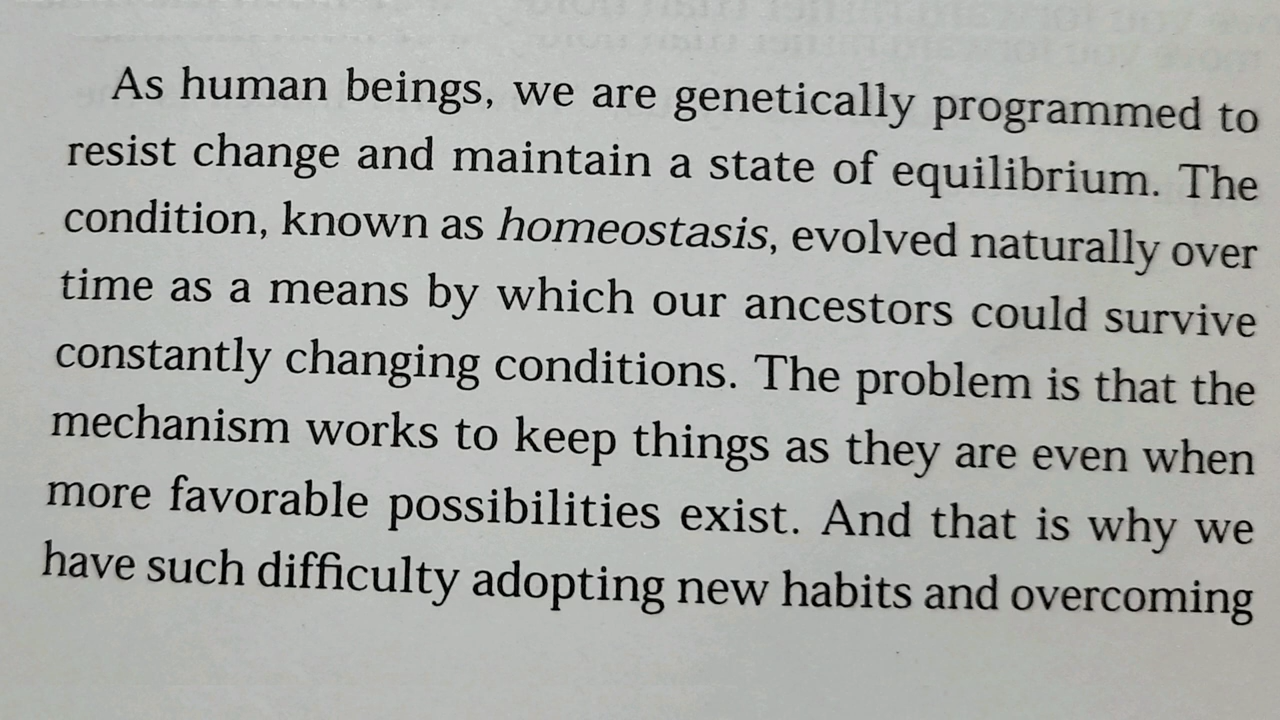 As human beings, we are genetically programmed to
resist change and maintain a state of equilibrium. The
condition, known as homeostasis, evolved naturally over
time as a means by which our ancestors could survive
constantly changing conditions. The problem is that the
mechanism works to keep things as they are even when
more favorable possibilities exist. And that is why we
have such difficulty adopting new habits and overcoming